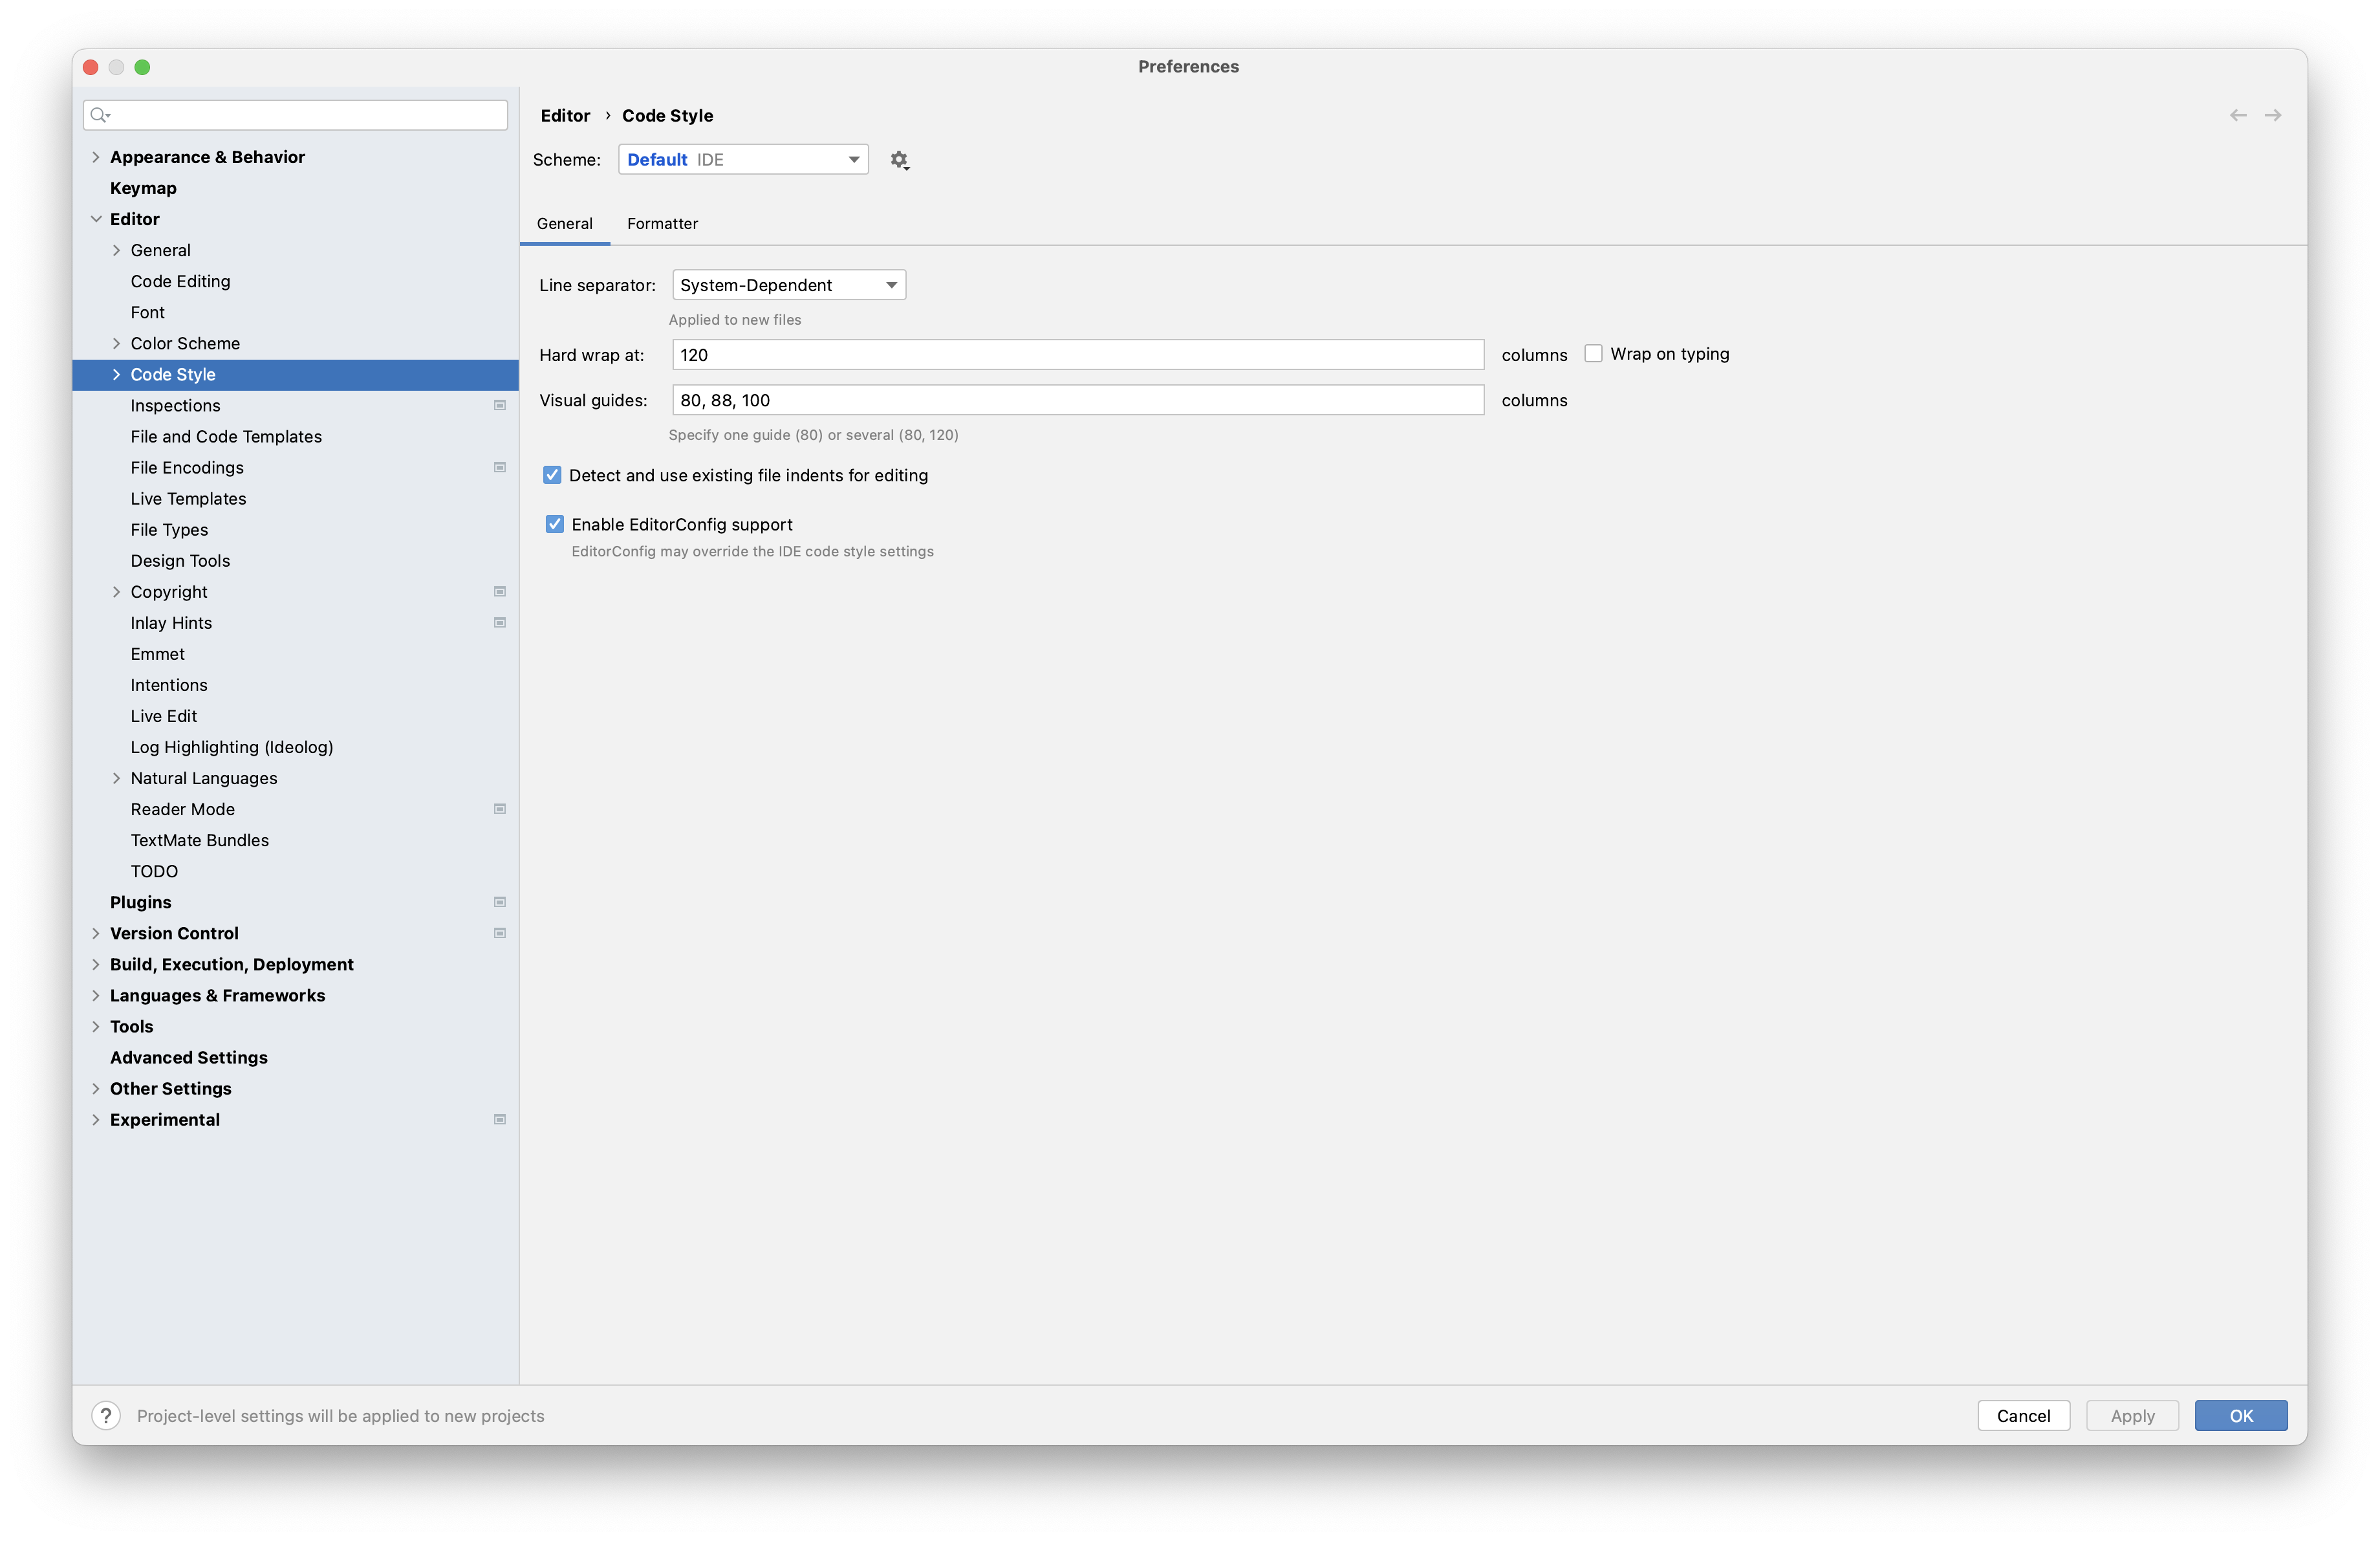 Preferences
Appearance & Behavior
Keymap
Editor
General
Code Editing
Font
Color Scheme
Code Style
Inspections
File and Code Templates
File Encodings
Live Templates
File Types
Design Tools
Copyright
Inlay Hints
Emmet
Intentions
Live Edit
Log Highlighting (Ideolog)
Natural Languages
Reader Mode
TextMate Bundles
TODO
Plugins
Version Control
Build, Execution, Deployment
Languages & Frameworks
Tools
Advanced Settings
Other Settings
Experimental
Editor › Code Style
Scheme: Default IDE
General Formatter
Line separator: System-Dependent
Applied to new files
Hard wrap at: 120 columns Wrap on typing
Visual guides: 80, 88, 100 columns
Specify one guide (80) or several (80, 120)
Detect and use existing file indents for editing
Enable EditorConfig support
EditorConfig may override the IDE code style settings
? Project-level settings will be applied to new projects
Cancel Apply OK